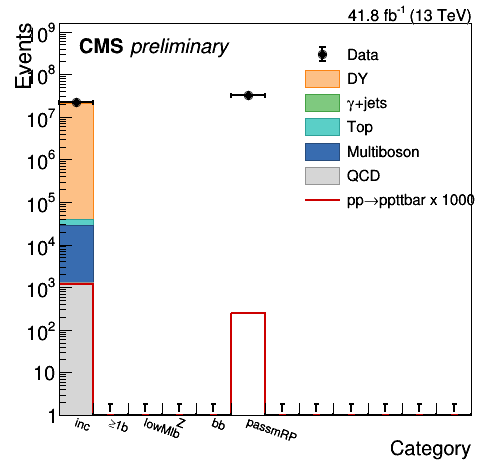 41.8 fb⁻¹ (13 TeV)
Events
CMS preliminary
Data
DY
γ+jets
Top
Multiboson
QCD
pp→ppttbar x 1000
10⁹
10⁸
10⁷
10⁶
10⁵
10⁴
10³
10²
10
1
inc
≥1b
lowMlb
Z
bb
passmRP
Category